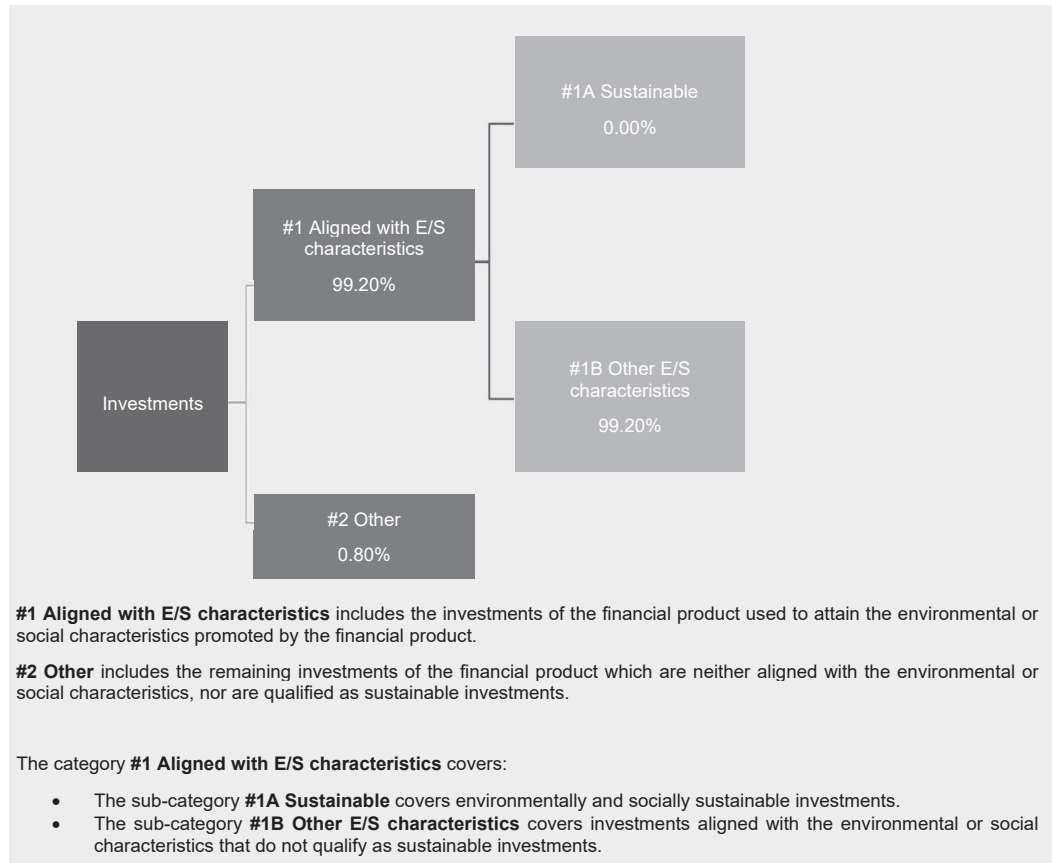 #1A Sustainable
0.00%
#1 Aligned with E/S
characteristics
99.20%
Investments
#1B Other E/S
characteristics
99.20%
#2 Other
0.80%
#1 Aligned with E/S characteristics includes the investments of the financial product used to attain the environmental or
social characteristics promoted by the financial product.
#2 Other includes the remaining investments of the financial product which are neither aligned with the environmental or
social characteristics, nor are qualified as sustainable investments.
The category #1 Aligned with E/S characteristics covers:
• The sub-category #1A Sustainable covers environmentally and socially sustainable investments.
• The sub-category #1B Other E/S characteristics covers investments aligned with the environmental or social
characteristics that do not qualify as sustainable investments.